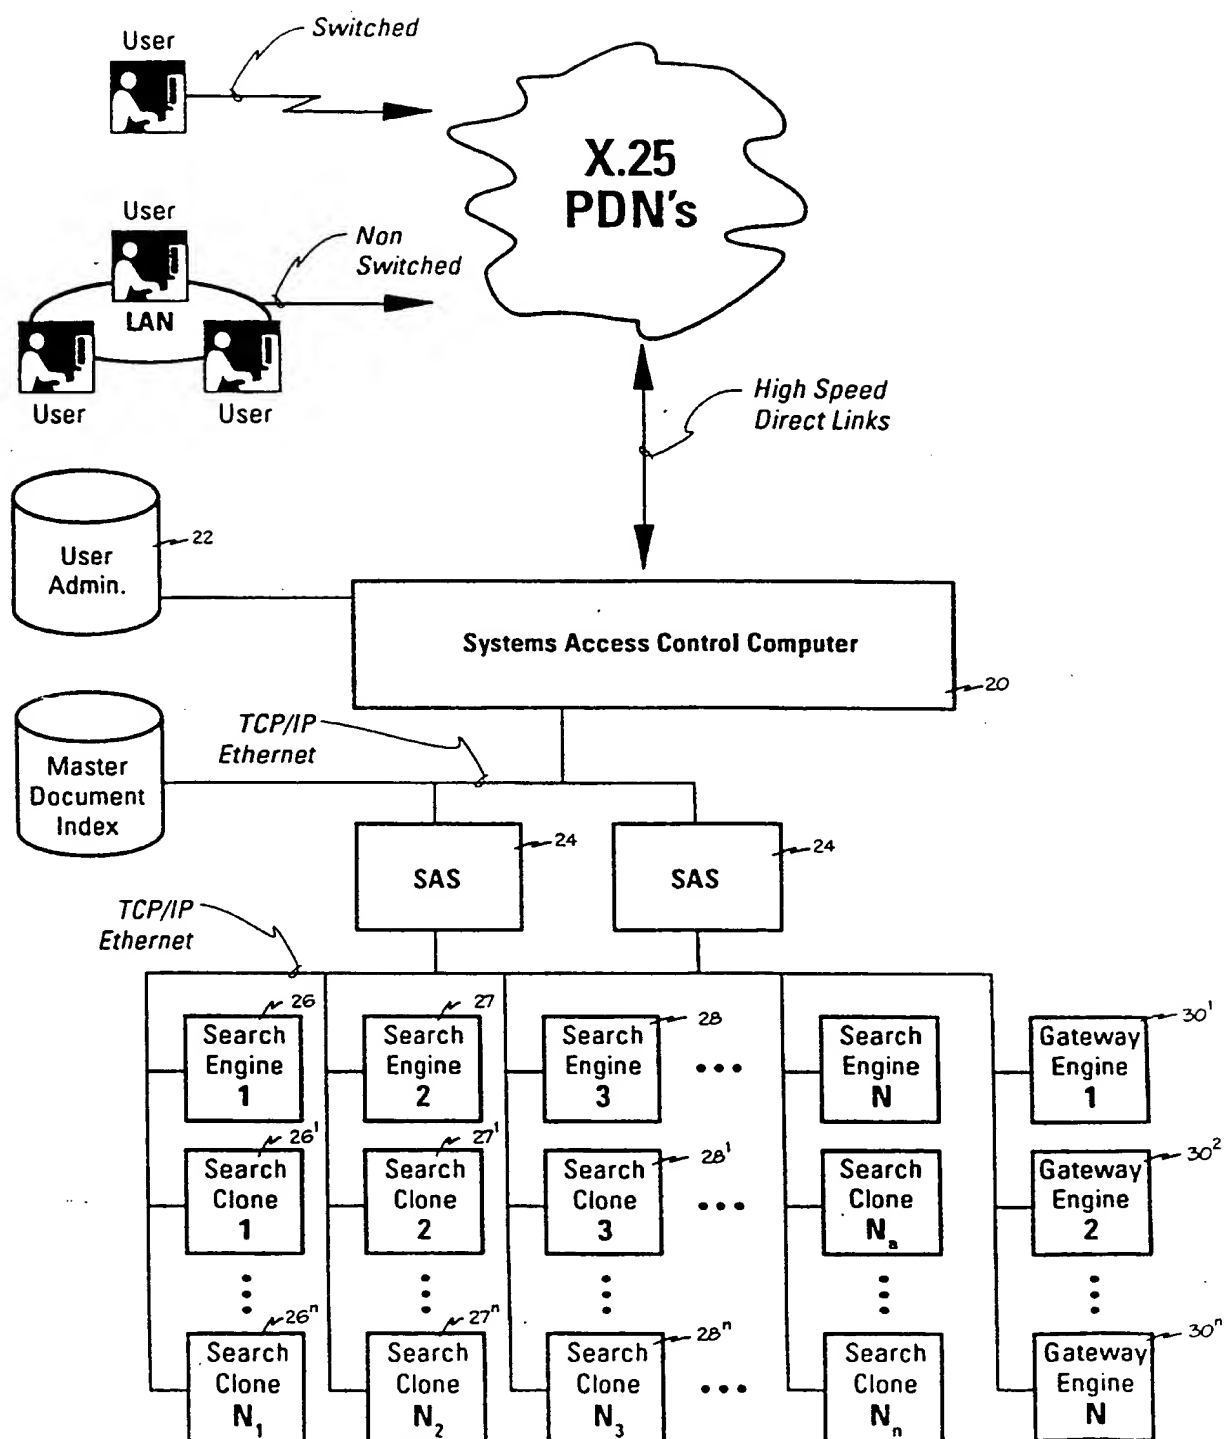 User
Switched
X.25
PDN's
User
Non
Switched
LAN
User
User
High Speed
Direct Links
User
Admin.
22
Systems Access Control Computer
20
TCP/IP
Ethernet
Master
Document
Index
SAS
24
SAS
24
TCP/IP
Ethernet
Search
Engine
1
26
Search
Engine
2
27
Search
Engine
3
28
•••
Search
Engine
N
Gateway
Engine
1
30¹
Search
Clone
1
26¹
Search
Clone
2
27¹
Search
Clone
3
28¹
•••
Search
Clone
Nₐ
Gateway
Engine
2
30²
Search
Clone
N₁
26ⁿ
Search
Clone
N₂
27ⁿ
Search
Clone
N₃
28ⁿ
•••
Search
Clone
Nₙ
Gateway
Engine
N
30ⁿ